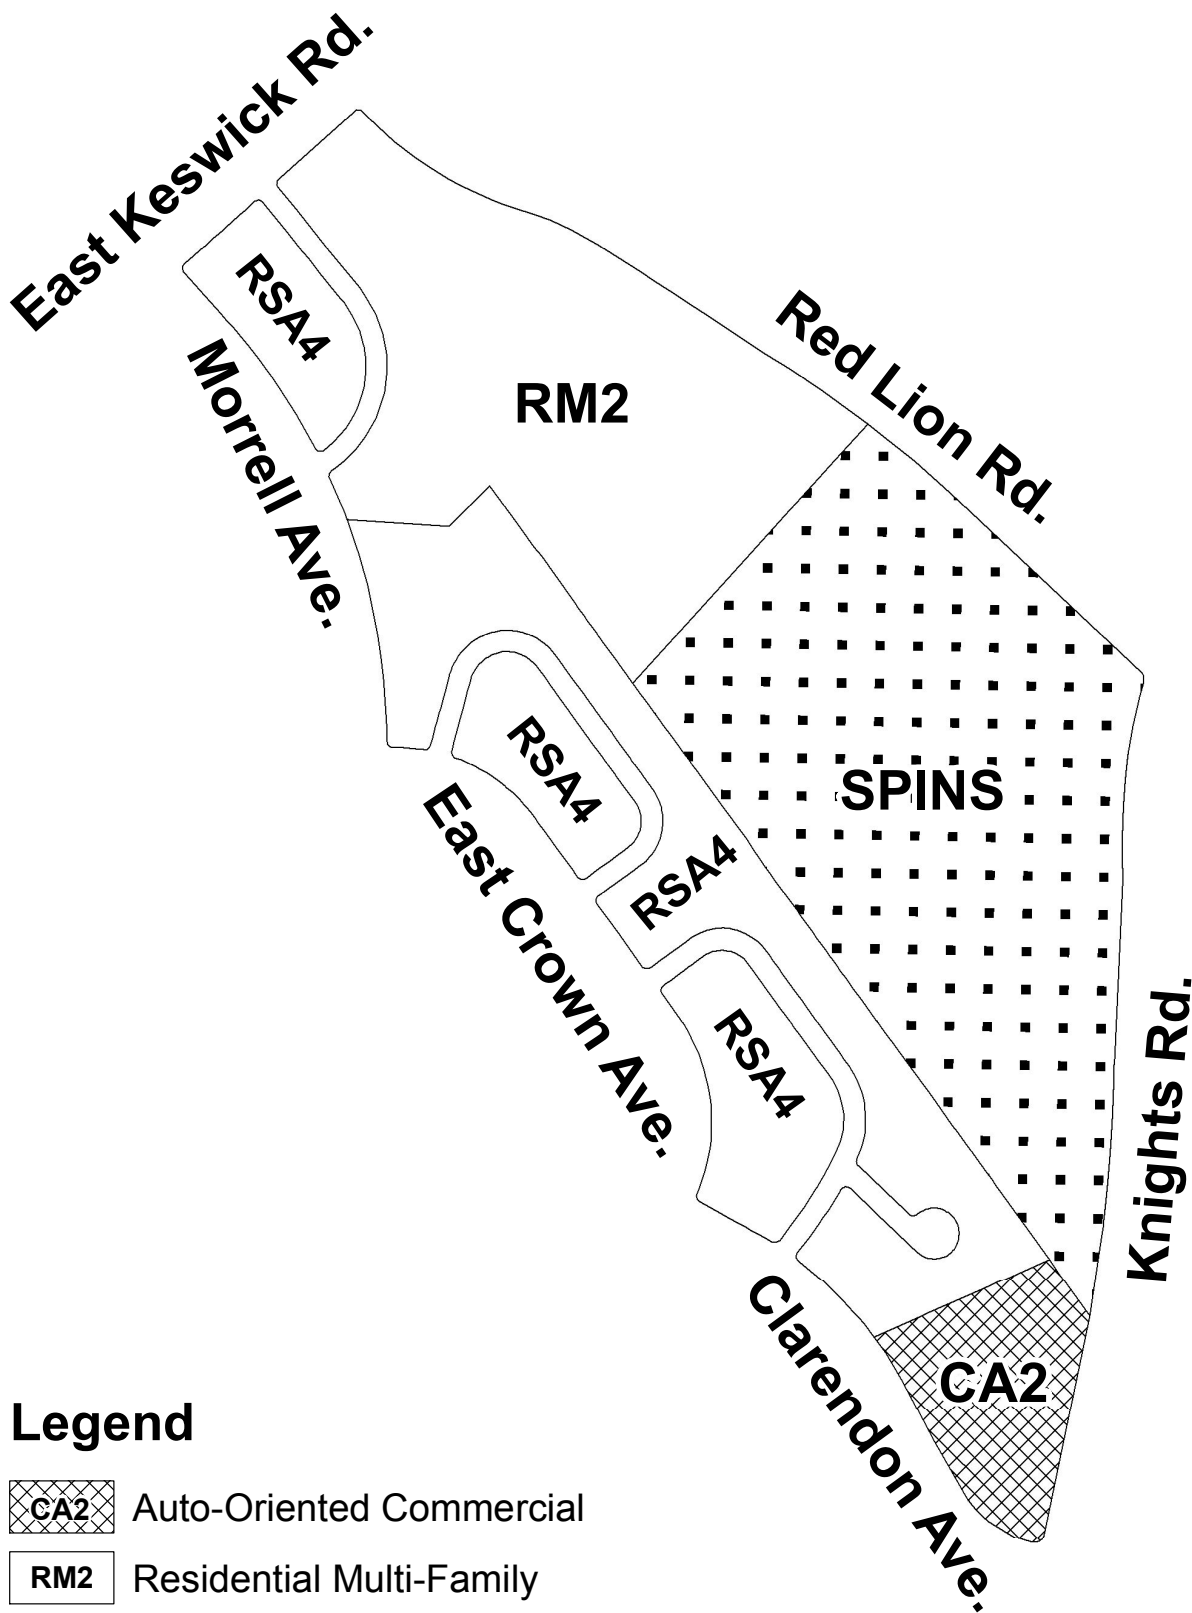 East Keswick Rd.
RSA4
Morrell Ave.
RM2
Red Lion Rd.
SPINS
RSA4
East Crown Ave.
RSA4
RSA4
Knights Rd.
Clarendon Ave.
CA2
Legend
CA2 Auto-Oriented Commercial
RM2 Residential Multi-Family